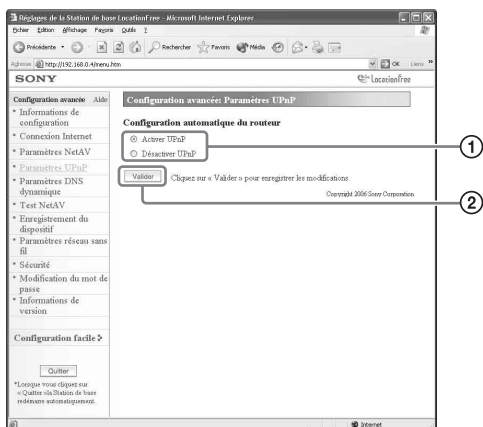 Réglages de la Station de base LocationFree - Microsoft Internet Explorer
Fichier Edition Affichage Favoris Outils ?
Précédente Rechercher Favoris Média
Adresse http://192.168.0.4/menu.htm OK Liens »
SONY LocationFree
Configuration avancée Aide
* Informations de
configuration
* Connexion Internet
* Paramètres NetAV
* Paramètres UPnP
* Paramètres DNS
dynamique
* Test NetAV
* Enregistrement du
dispositif
* Paramètres réseau sans
fil
* Sécurité
* Modification du mot de
passe
* Informations de
version
Configuration facile
Quitter
*Lorsque vous cliquez sur
« Quitter »la Station de base
redémarre automatiquement.
Configuration avancée: Paramètres UPnP
Configuration automatique du routeur
Activer UPnP
Désactiver UPnP
1
Valider Cliquez sur « Valider » pour enregistrer les modifications.
Copyright 2006 Sony Corporation
2
Internet